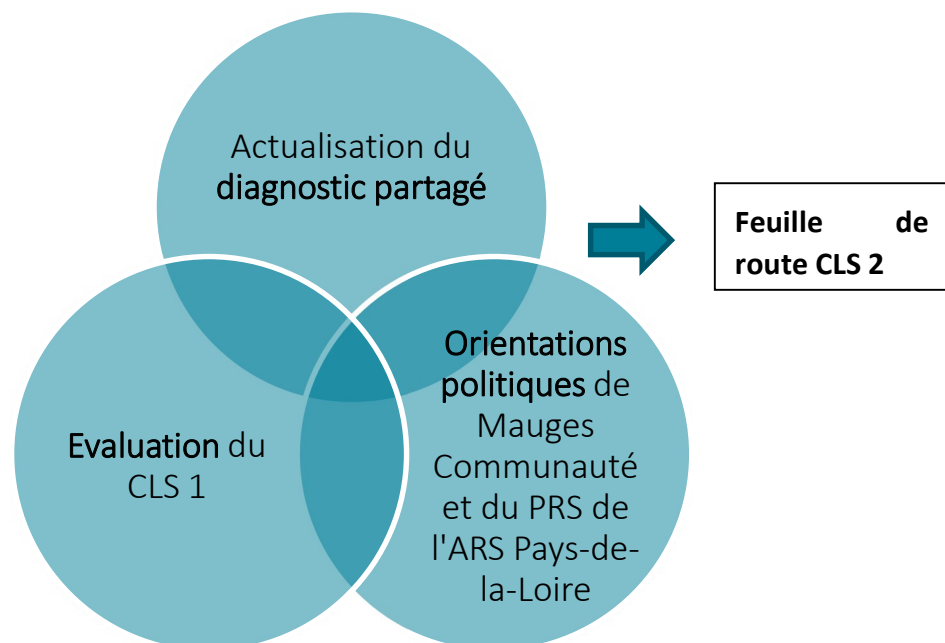 Actualisation du
diagnostic partagé
Feuille de
route CLS 2
Evaluation du
CLS 1
Orientations
politiques de
Mauges
Communauté
et du PRS de
l'ARS Pays-de-
la-Loire